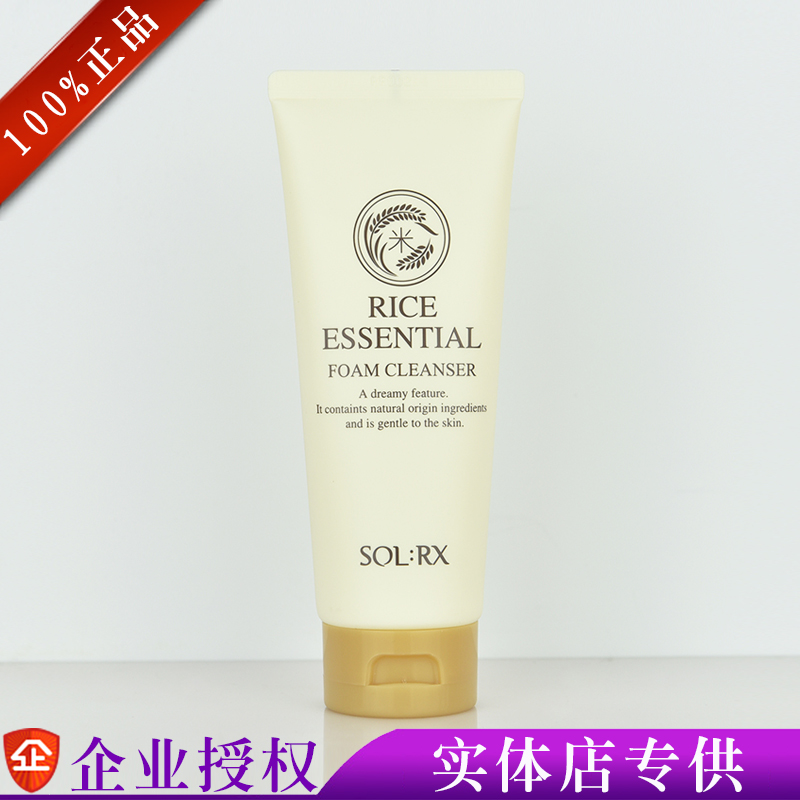 100%正品
米
RICE
ESSENTIAL
FOAM CLEANSER
A dreamy feature.
It containts natural origin ingredients
and is gentle to the skin.
SOL:RX
企
企业授权
实体店专供